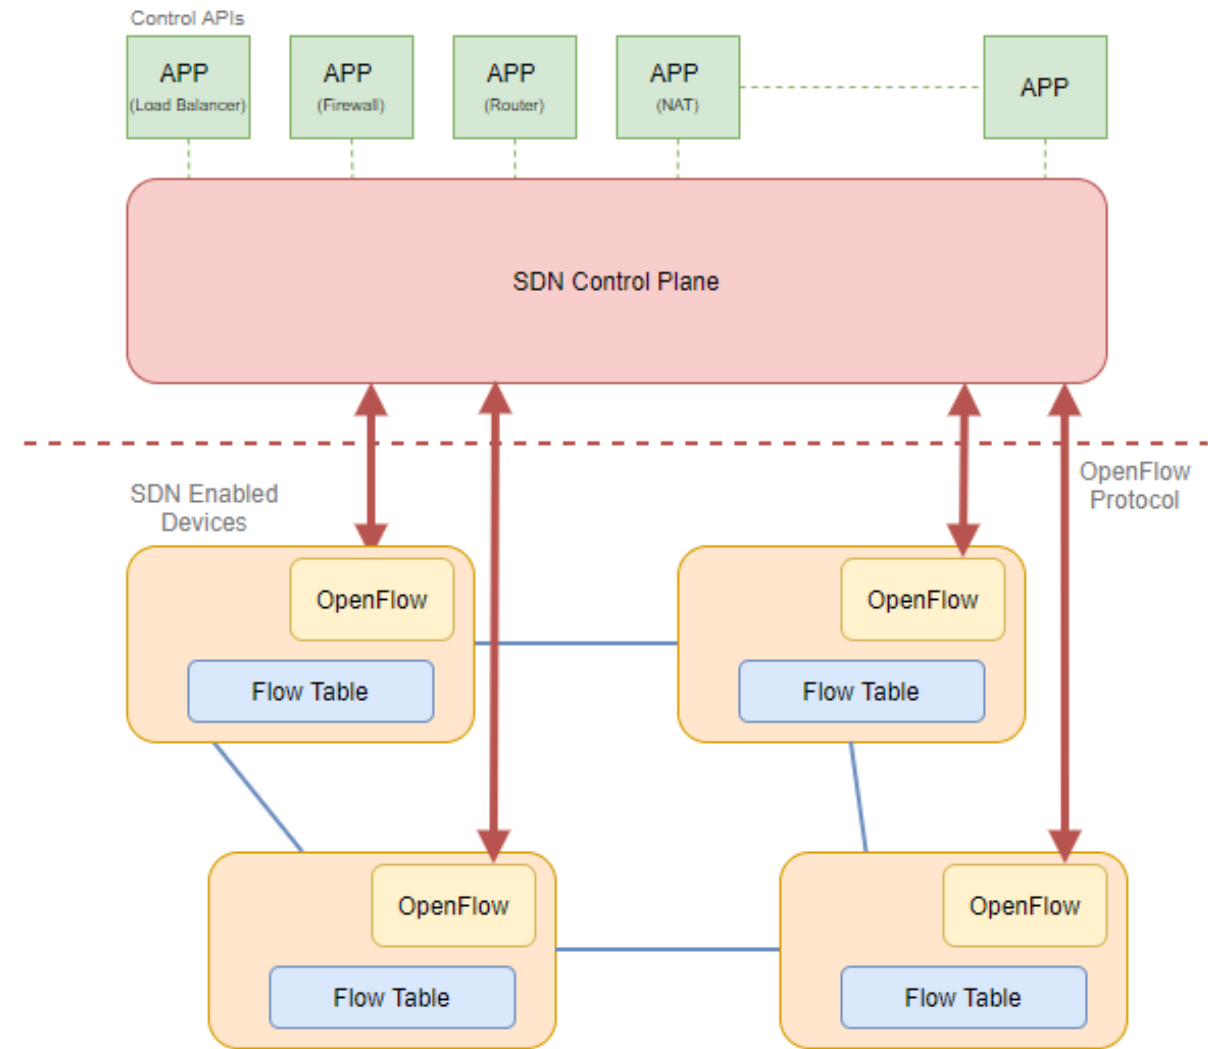 Control APIs
APP
(Load Balancer)
APP
(Firewall)
APP
(Router)
APP
(NAT)
APP
SDN Control Plane
OpenFlow
Protocol
SDN Enabled
Devices
OpenFlow
Flow Table
OpenFlow
Flow Table
OpenFlow
Flow Table
OpenFlow
Flow Table